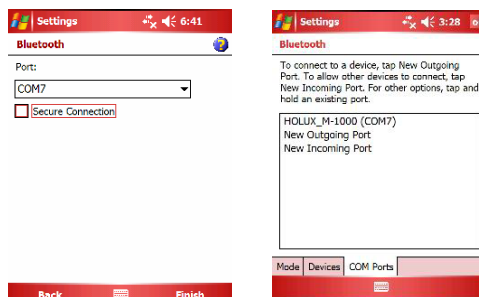 Settings 6:41
Bluetooth
Port:
COM7
Secure Connection
Back Finish
Settings 3:28
Bluetooth
To connect to a device, tap New Outgoing
Port. To allow other devices to connect, tap
New Incoming Port. For other options, tap and
hold an existing port.
HOLUX_M-1000 (COM7)
New Outgoing Port
New Incoming Port
Mode Devices COM Ports